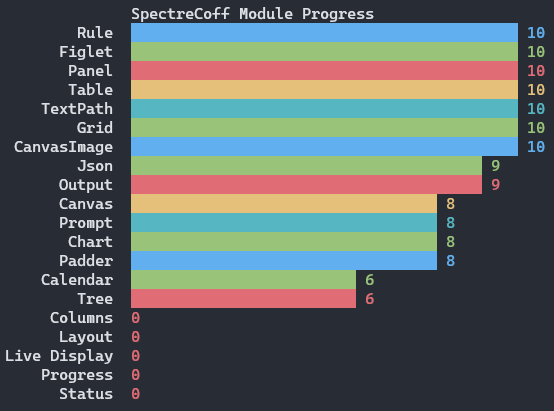 SpectreCoff Module Progress
Rule 10
Figlet 10
Panel 10
Table 10
TextPath 10
Grid 10
CanvasImage 10
Json 9
Output 9
Canvas 8
Prompt 8
Chart 8
Padder 8
Calendar 6
Tree 6
Columns 0
Layout 0
Live Display 0
Progress 0
Status 0